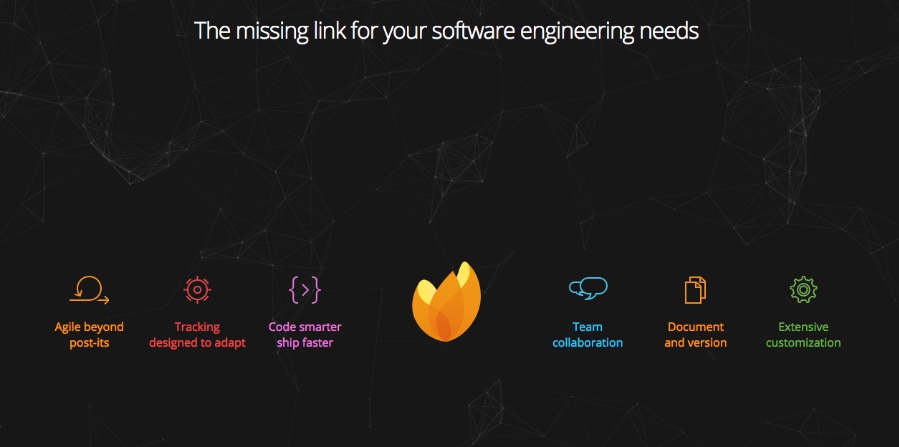 The missing link for your software engineering needs
Agile beyond
post-its
Tracking
designed to adapt
Code smarter
ship faster
Team
collaboration
Document
and version
Extensive
customization